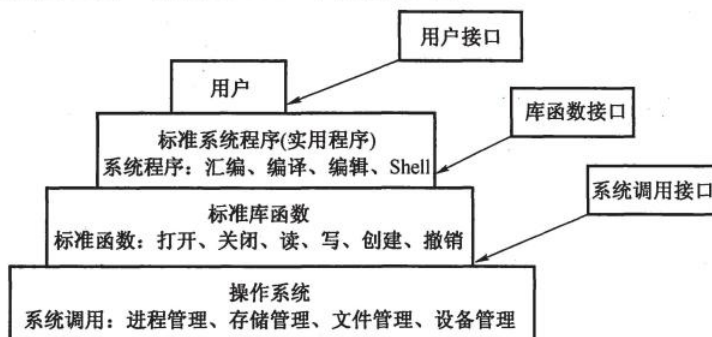 用户接口
用户
库函数接口
标准系统程序(实用程序)
系统程序：汇编、编译、编辑、Shell
系统调用接口
标准库函数
标准函数：打开、关闭、读、写、创建、撤销
操作系统
系统调用：进程管理、存储管理、文件管理、设备管理